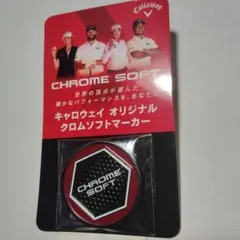 Callaway
CHROME SOFT
世界の頂点が選んだ、
確かなパフォーマンスを、あなたに。
キャロウェイ オリジナル
クロムソフトマーカー
CHROME
SOFT